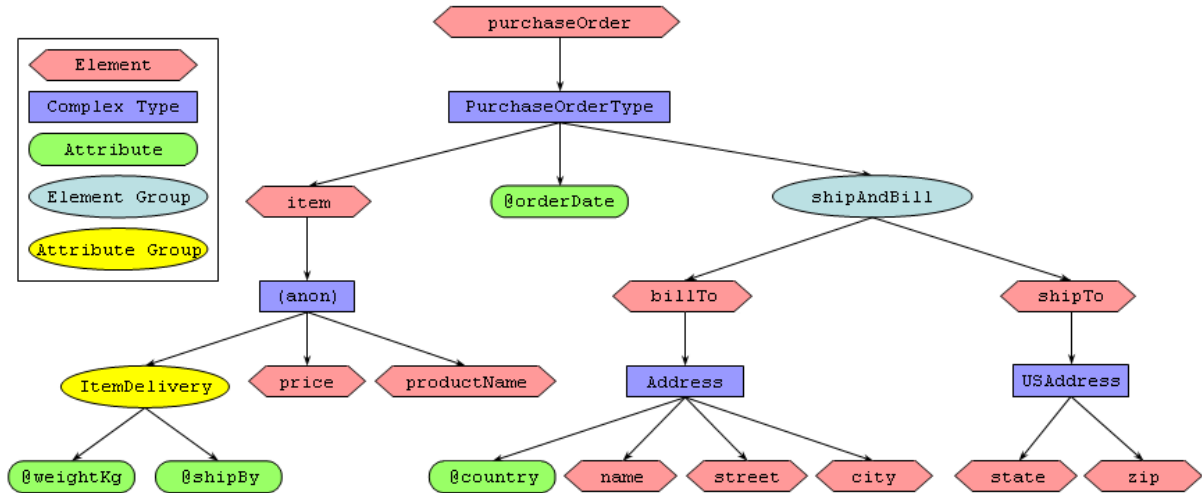 purchaseOrder
Element
Complex Type
Attribute
Element Group
Attribute Group
PurchaseOrderType
item
@orderDate
shipAndBill
(anon)
billTo
shipTo
ItemDelivery
price
productName
Address
USAddress
@weightKg
@shipBy
@country
name
street
city
state
zip